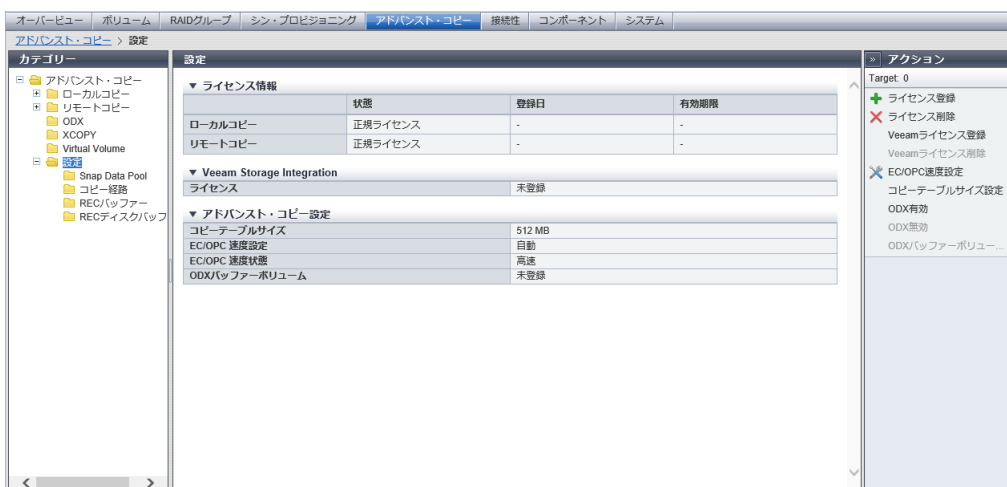 オーバービュー ボリューム RAIDグループ シン・プロビジョニング アドバンスト・コピー 接続性 コンポーネント システム
アドバンスト・コピー > 設定
カテゴリー
アドバンスト・コピー
ローカルコピー
リモートコピー
ODX
XCOPY
Virtual Volume
設定
Snap Data Pool
コピー経路
RECバッファー
RECディスクバッフ
設定
▼ ライセンス情報
状態 登録日 有効期限
ローカルコピー 正規ライセンス - -
リモートコピー 正規ライセンス - -
▼ Veeam Storage Integration
ライセンス 未登録
▼ アドバンスト・コピー設定
コピーテーブルサイズ 512 MB
EC/OPC 速度設定 自動
EC/OPC 速度状態 高速
ODXバッファーボリューム 未登録
» アクション
Target: 0
ライセンス登録
ライセンス削除
Veeamライセンス登録
Veeamライセンス削除
EC/OPC速度設定
コピーテーブルサイズ設定
ODX有効
ODX無効
ODXバッファーボリュー...